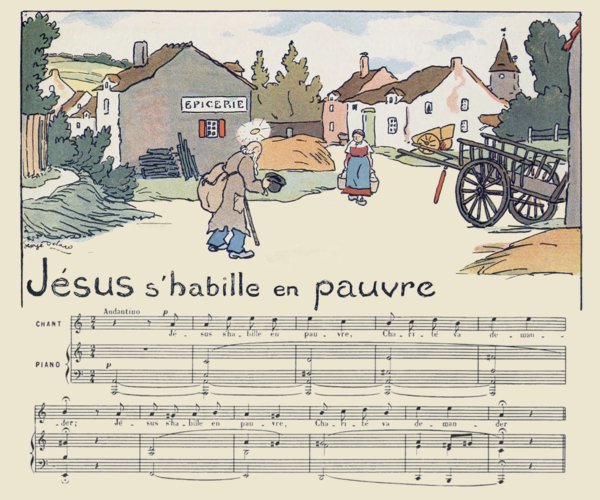 EPICERIE
Jésus s'habille en pauvre
Andantino p
CHANT
Jé - sus s'ha - bille en pau - vre, Cha - ri - té va de - man -
PIANO p
der; Jé - sus s'ha - bille en pau - vre, Cha - ri - té va de - man - der